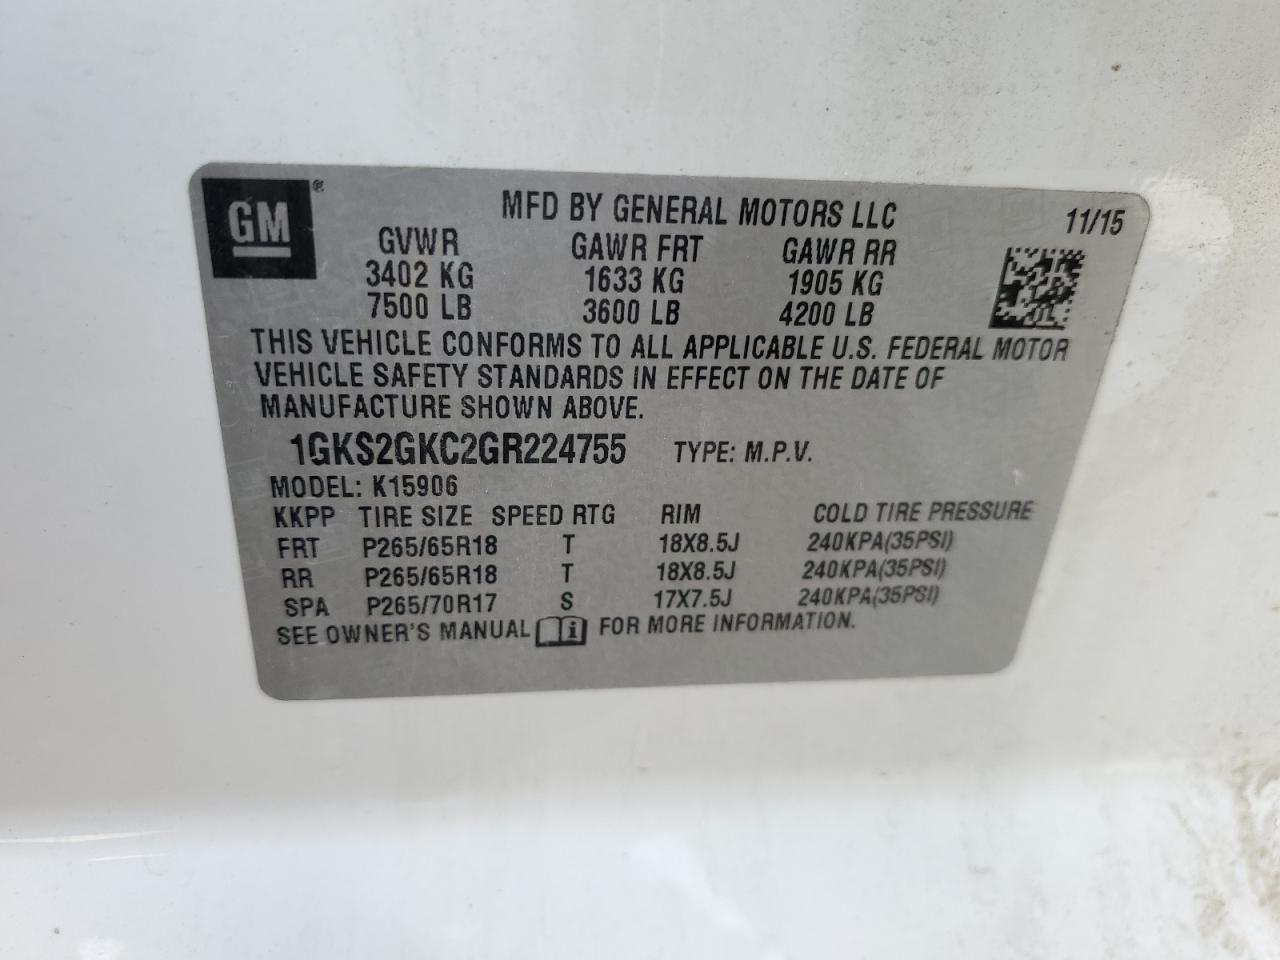 GM ®
MFD BY GENERAL MOTORS LLC 11/15
GVWR GAWR FRT GAWR RR
3402 KG 1633 KG 1905 KG
7500 LB 3600 LB 4200 LB
THIS VEHICLE CONFORMS TO ALL APPLICABLE U.S. FEDERAL MOTOR
VEHICLE SAFETY STANDARDS IN EFFECT ON THE DATE OF
MANUFACTURE SHOWN ABOVE.
1GKS2GKC2GR224755 TYPE: M.P.V.
MODEL: K15906
KKPP TIRE SIZE SPEED RTG RIM COLD TIRE PRESSURE
FRT P265/65R18 T 18X8.5J 240KPA(35PSI)
RR P265/65R18 T 18X8.5J 240KPA(35PSI)
SPA P265/70R17 S 17X7.5J 240KPA(35PSI)
SEE OWNER'S MANUAL i FOR MORE INFORMATION.